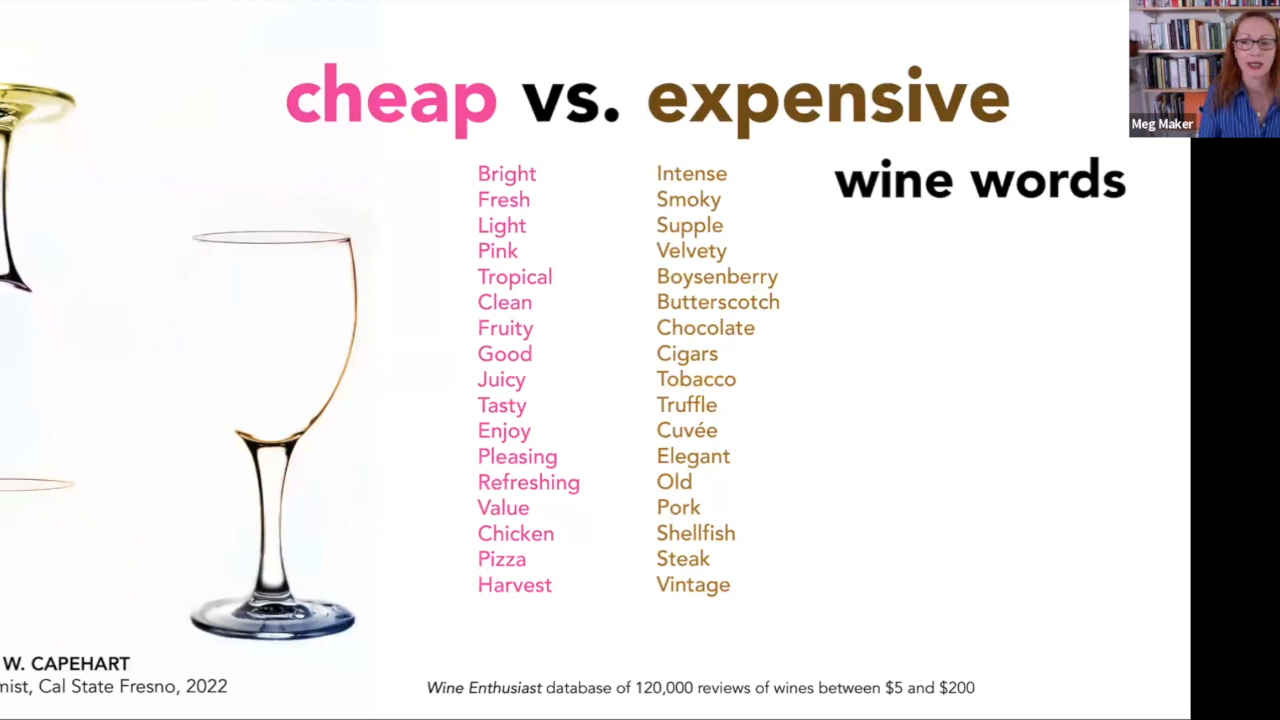 cheap vs. expensive
wine words
Bright
Fresh
Light
Pink
Tropical
Clean
Fruity
Good
Juicy
Tasty
Enjoy
Pleasing
Refreshing
Value
Chicken
Pizza
Harvest
Intense
Smoky
Supple
Velvety
Boysenberry
Butterscotch
Chocolate
Cigars
Tobacco
Truffle
Cuvée
Elegant
Old
Pork
Shellfish
Steak
Vintage
W. CAPEHART
mist, Cal State Fresno, 2022
Wine Enthusiast database of 120,000 reviews of wines between $5 and $200
Meg Maker